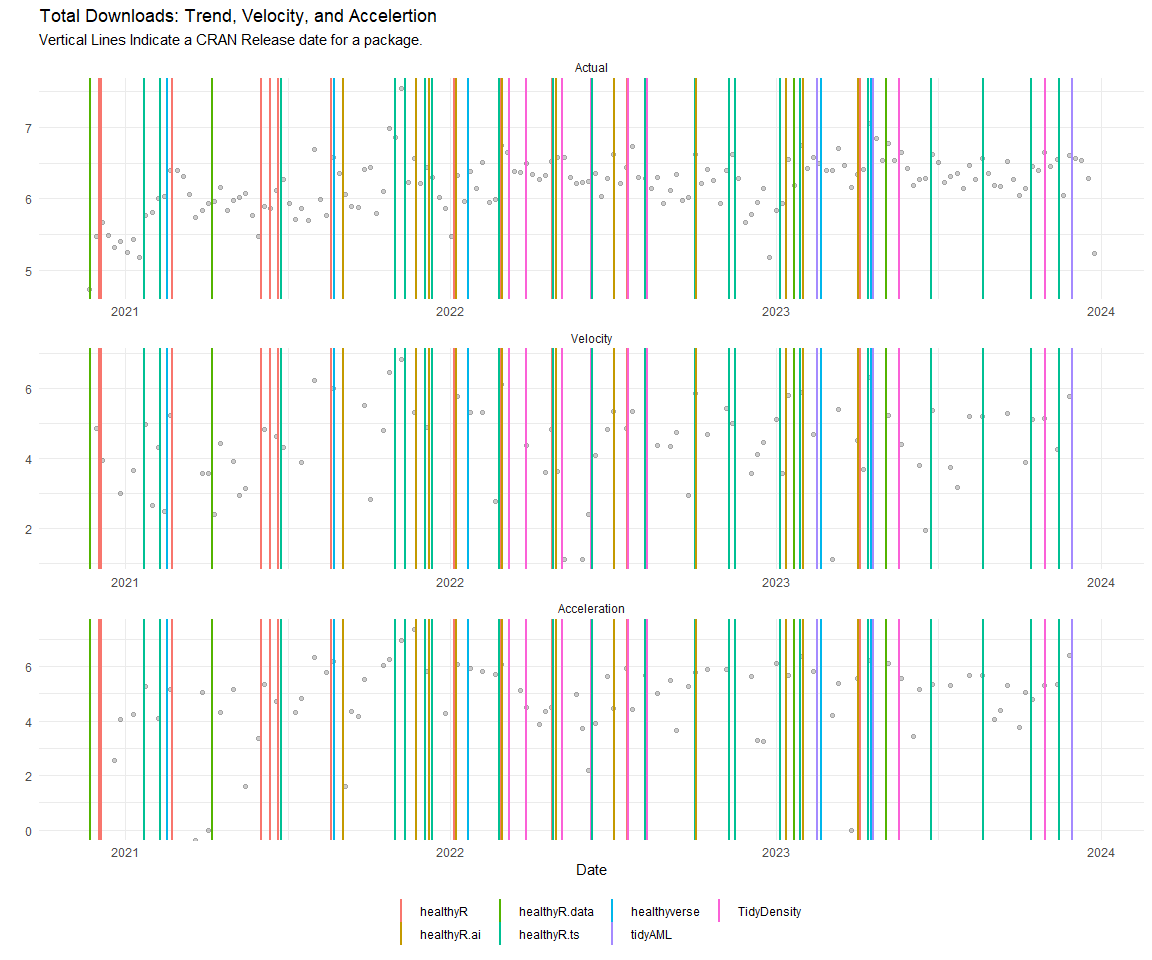 Total Downloads: Trend, Velocity, and Accelertion
Vertical Lines Indicate a CRAN Release date for a package.
Actual
7
6
5
2021 2022 2023 2024
Velocity
6
4
2
2021 2022 2023 2024
Acceleration
6
4
2
0
2021 2022 2023 2024
Date
healthyR healthyR.data healthyverse TidyDensity
healthyR.ai healthyR.ts tidyAML